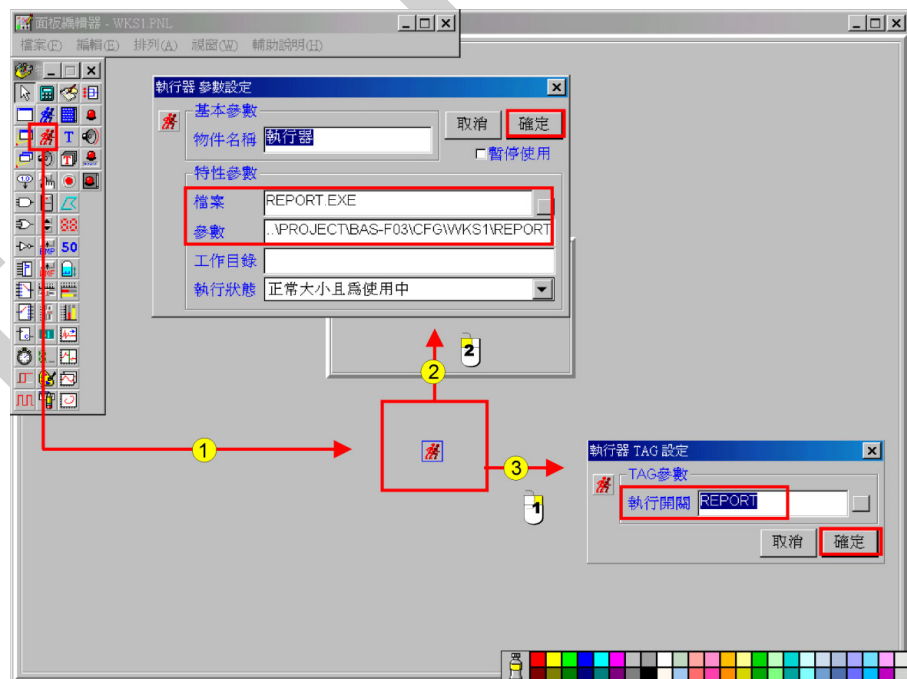 面板編輯器 - WKS1.PNL
檔案(F) 編輯(E) 排列(A) 視窗(W) 輔助說明(H)
執行器 參數設定
基本參數
物件名稱 執行器
取消 確定
暫停使用
特性參數
檔案 REPORT.EXE
參數 ..\PROJECT\BAS-F03\CFG\WKS1\REPORT
工作目錄
執行狀態 正常大小且為使用中
T
50
2
2
1
3
1
執行器 TAG 設定
TAG參數
執行開關 REPORT
取消 確定